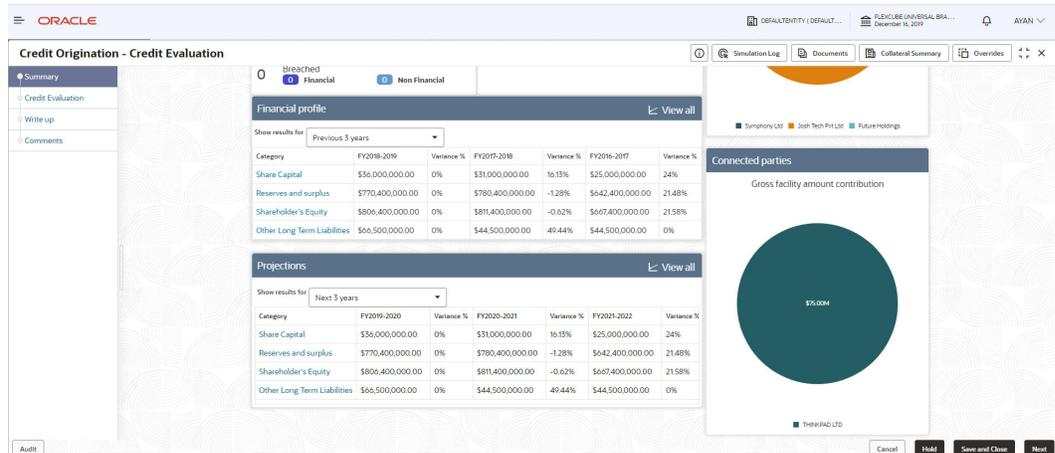 ORACLE
DEFAULTENTITY ( DEFAULT...
FLEXCUBE UNIVERSAL BRA...
December 16, 2019
AYAN
Credit Origination - Credit Evaluation
Simulation Log
Documents
Collateral Summary
Overrides
Summary
Credit Evaluation
Write up
Comments
0 Breached
0 Financial 0 Non Financial
Financial profile View all
Show results for Previous 3 years
Category FY2018-2019 Variance % FY2017-2018 Variance % FY2016-2017 Variance %
Share Capital $36,000,000.00 0% $31,000,000.00 16.13% $25,000,000.00 24%
Reserves and surplus $770,400,000.00 0% $780,400,000.00 -1.28% $642,400,000.00 21.48%
Shareholder's Equity $806,400,000.00 0% $811,400,000.00 -0.62% $667,400,000.00 21.58%
Other Long Term Liabilities $66,500,000.00 0% $44,500,000.00 49.44% $44,500,000.00 0%
Projections View all
Show results for Next 3 years
Category FY2019-2020 Variance % FY2020-2021 Variance % FY2021-2022 Variance %
Share Capital $36,000,000.00 0% $31,000,000.00 16.13% $25,000,000.00 24%
Reserves and surplus $770,400,000.00 0% $780,400,000.00 -1.28% $642,400,000.00 21.48%
Shareholder's Equity $806,400,000.00 0% $811,400,000.00 -0.62% $667,400,000.00 21.58%
Other Long Term Liabilities $66,500,000.00 0% $44,500,000.00 49.44% $44,500,000.00 0%
Symphony Ltd Josh Tech Pvt Ltd Future Holdings
Connected parties
Gross facility amount contribution
$75.00M
THINKPAD LTD
Audit
Cancel
Hold
Save and Close
Next